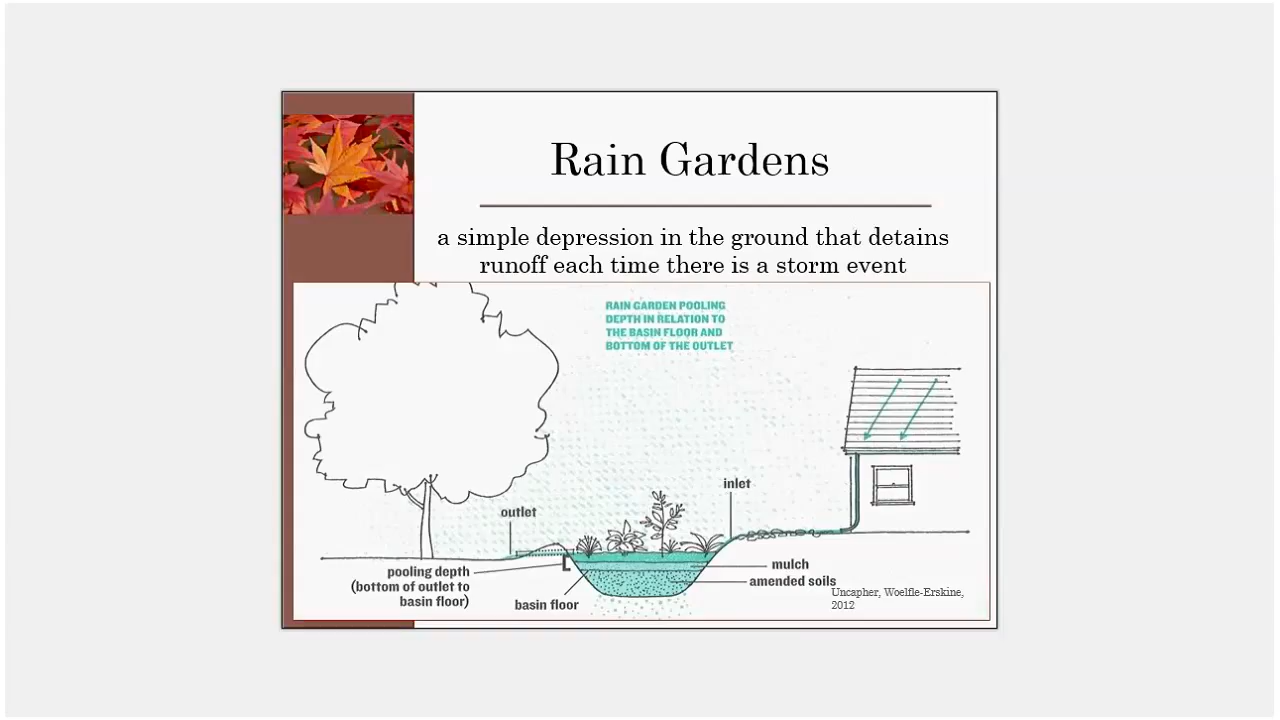 Rain Gardens
a simple depression in the ground that detains
runoff each time there is a storm event
RAIN GARDEN POOLING
DEPTH IN RELATION TO
THE BASIN FLOOR AND
BOTTOM OF THE OUTLET
inlet
outlet
mulch
pooling depth
(bottom of outlet to
basin floor)
amended soils
basin floor
Uncapher, Woelfle-Erskine,
2012